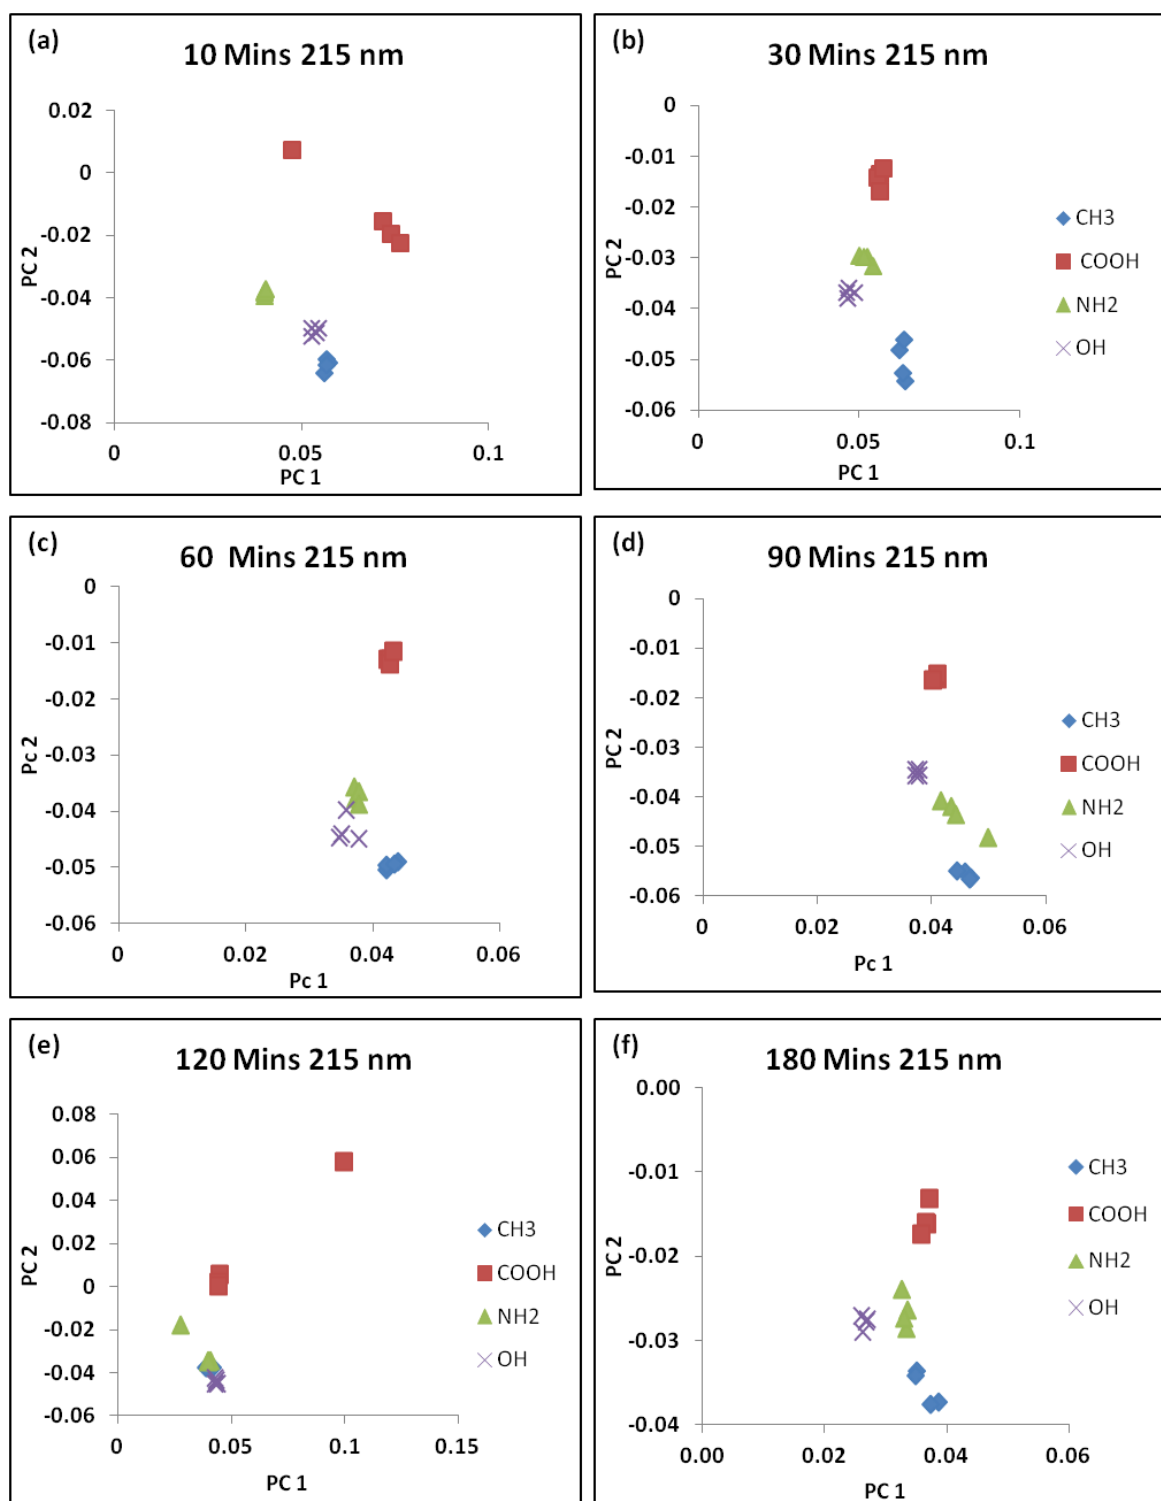 (a)
10 Mins 215 nm
0.02
0
-0.02
-0.04
-0.06
-0.08
PC 2
0
0.05
0.1
PC 1
(b)
30 Mins 215 nm
0
-0.01
-0.02
-0.03
-0.04
-0.05
-0.06
PC 2
0
0.05
0.1
PC 1
CH3
COOH
NH2
OH
(c)
60 Mins 215 nm
0
-0.01
-0.02
-0.03
-0.04
-0.05
-0.06
Pc 2
0
0.02
0.04
0.06
Pc 1
(d)
90 Mins 215 nm
0
-0.01
-0.02
-0.03
-0.04
-0.05
-0.06
PC 2
0
0.02
0.04
0.06
Pc 1
CH3
COOH
NH2
OH
(e)
120 Mins 215 nm
0.08
0.06
0.04
0.02
0
-0.02
-0.04
-0.06
PC 2
0
0.05
0.1
0.15
PC 1
CH3
COOH
NH2
OH
(f)
180 Mins 215 nm
0.00
-0.01
-0.02
-0.03
-0.04
PC 2
0.00
0.02
0.04
0.06
PC 1
CH3
COOH
NH2
OH